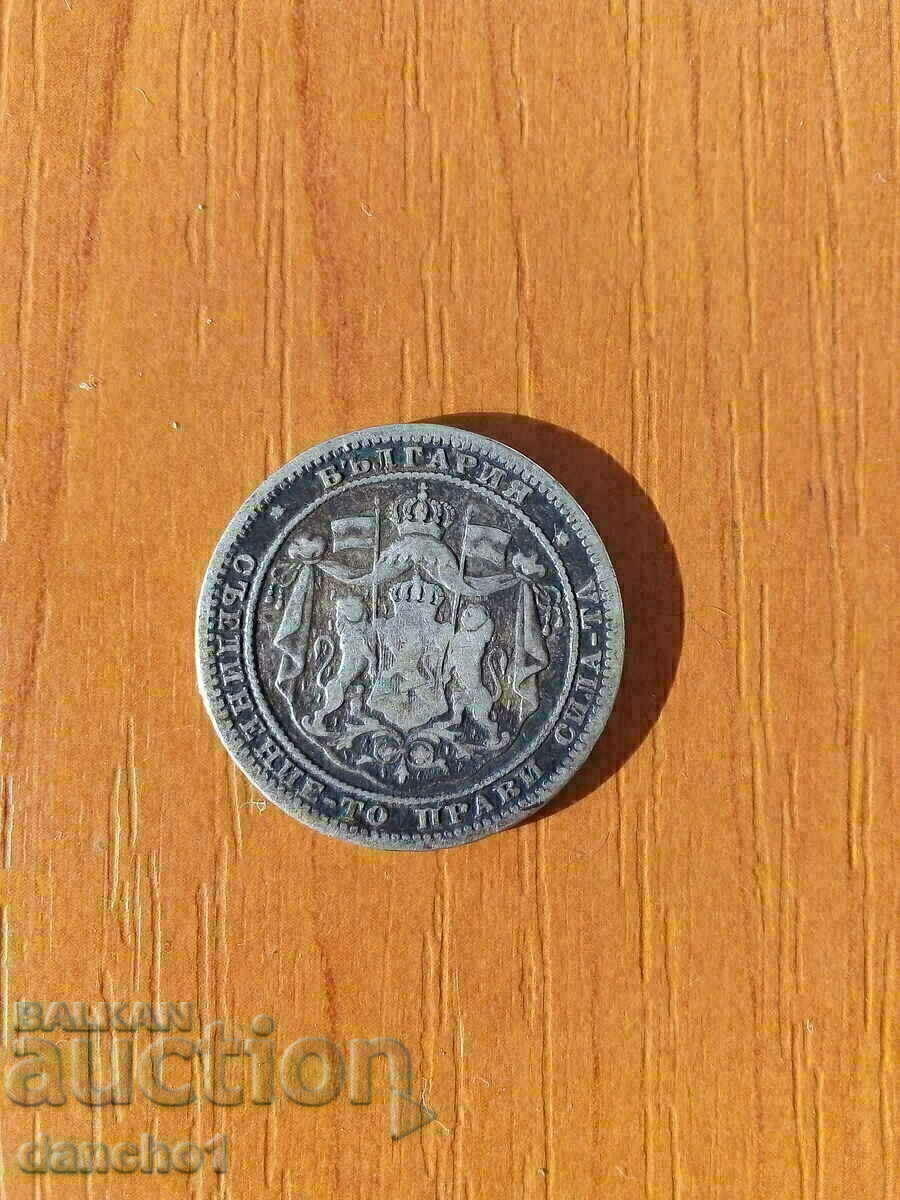 * БЪЛГАРИЯ *
СЪЕДИНЕНИЕ-ТО ПРАВИ СИЛА-ТА
BALKAN
auction
dancho1